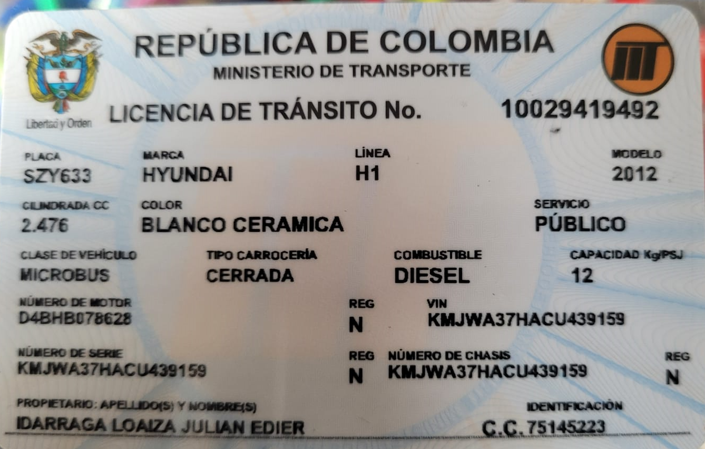 REPÚBLICA DE COLOMBIA
MINISTERIO DE TRANSPORTE
Libertad y Orden
LICENCIA DE TRÁNSITO No. 10029419492
PLACA MARCA LÍNEA MODELO
SZY633 HYUNDAI H1 2012
CILINDRADA CC COLOR SERVICIO
2.476 BLANCO CERAMICA PÚBLICO
CLASE DE VEHÍCULO TIPO CARROCERÍA COMBUSTIBLE CAPACIDAD Kg/PSJ
MICROBUS CERRADA DIESEL 12
NÚMERO DE MOTOR REG VIN
D4BHB078628 N KMJWA37HACU439159
NÚMERO DE SERIE REG NÚMERO DE CHASIS REG
KMJWA37HACU439159 N KMJWA37HACU439159 N
PROPIETARIO: APELLIDO(S) Y NOMBRE(S) IDENTIFICACIÓN
IDARRAGA LOAIZA JULIAN EDIER C.C. 75145223